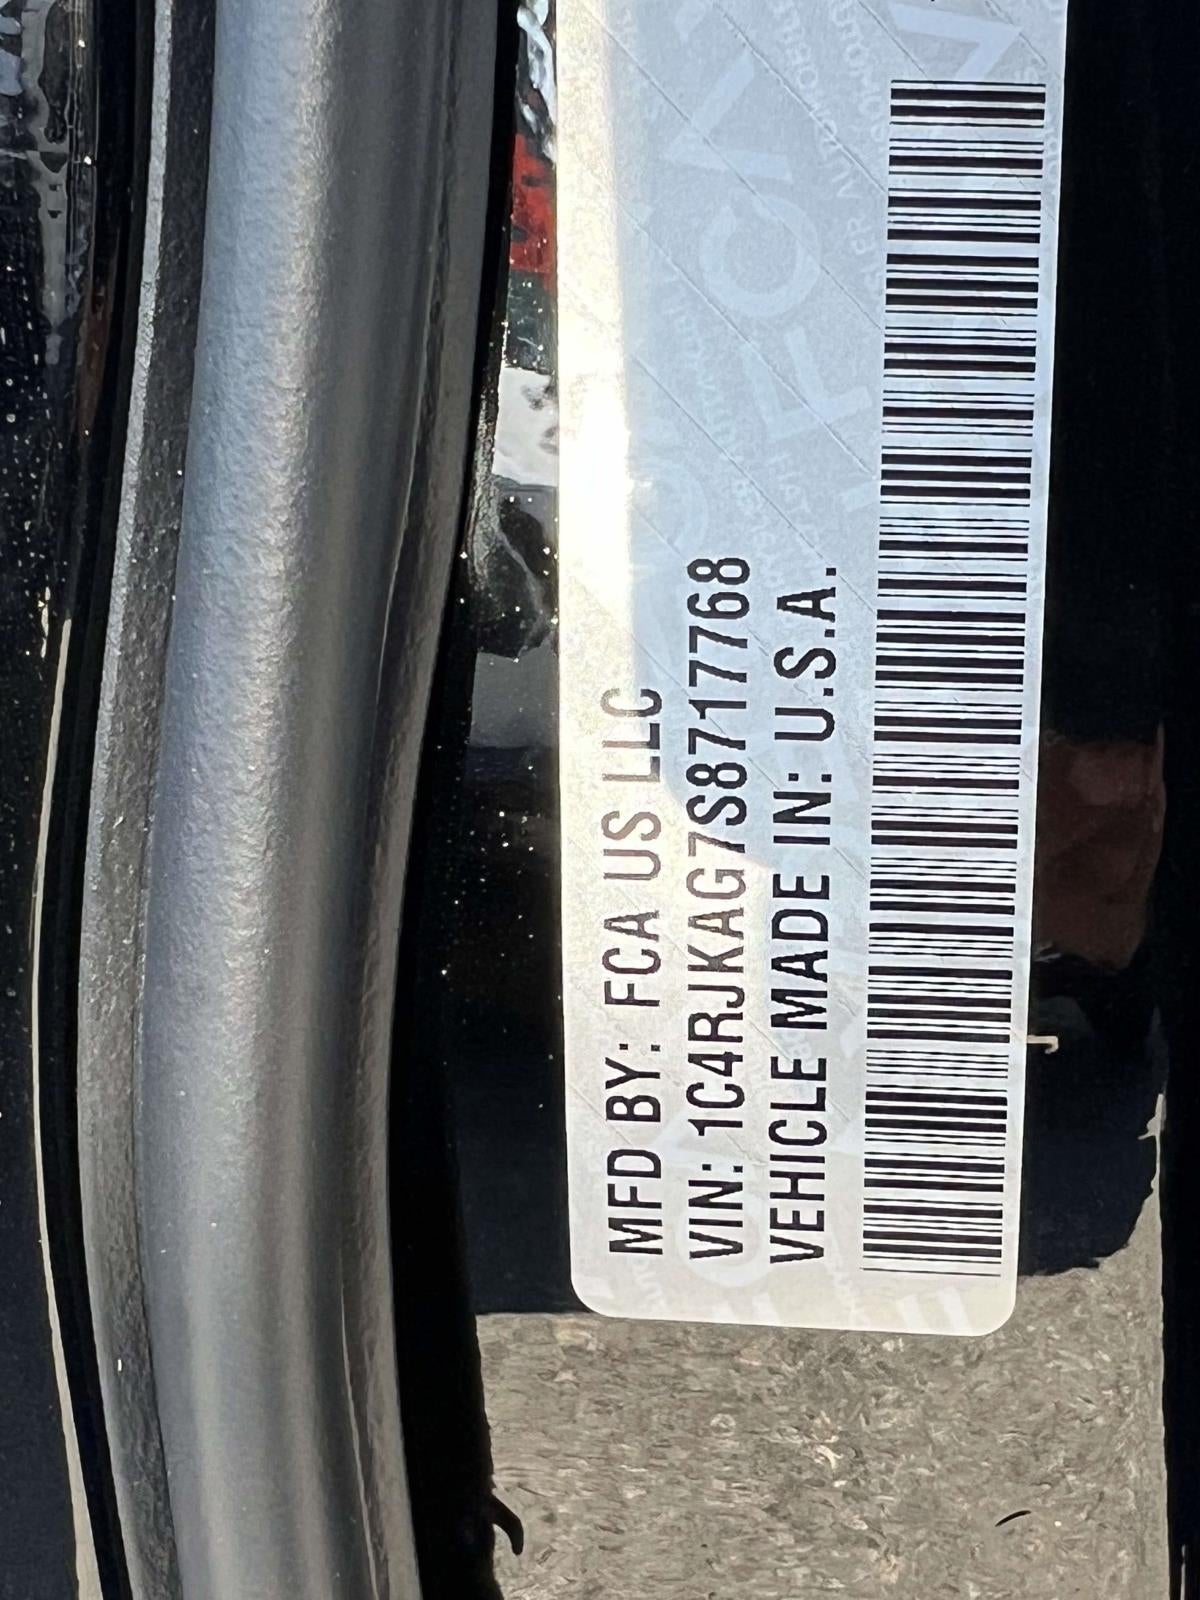 MFD BY: FCA US LLC
VIN: 1C4RJKAG7S8717768
VEHICLE MADE IN: U.S.A.